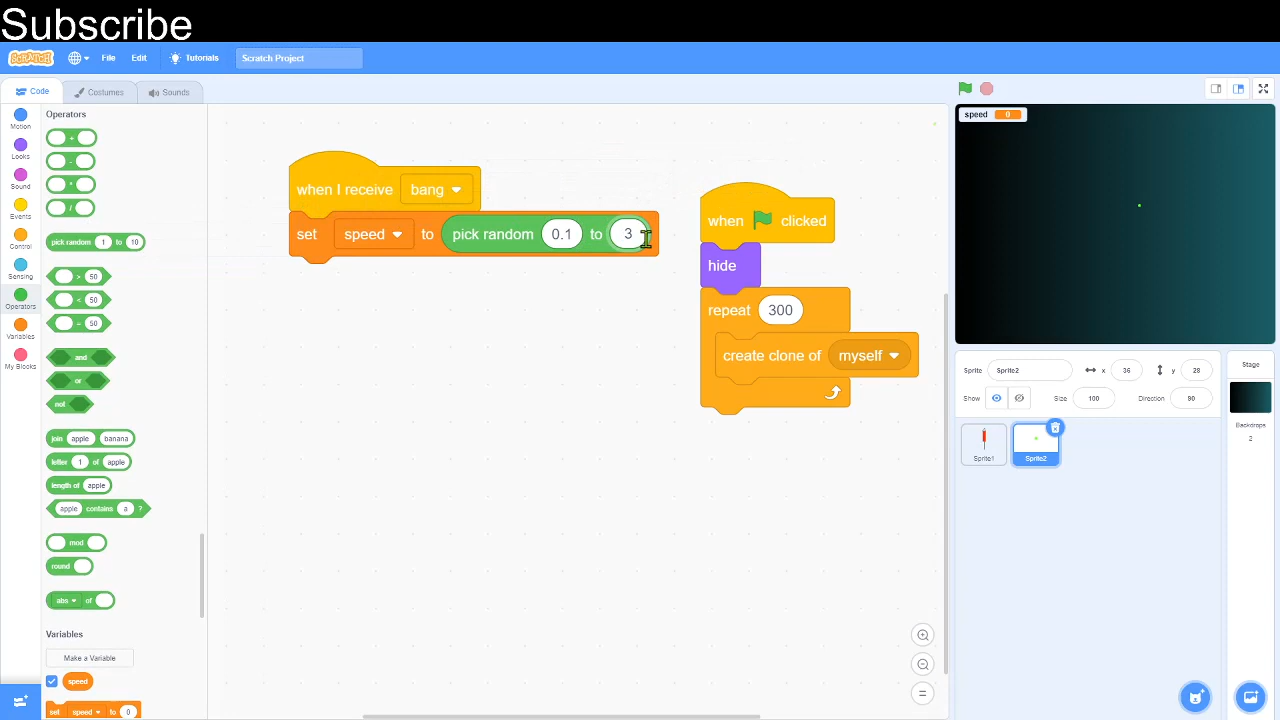 Subscribe
SCRATCH
File
Edit
Tutorials
Scratch Project
Code
Costumes
Sounds
Motion
Looks
Sound
Events
Control
Sensing
Operators
Variables
My Blocks
Operators
+
-
*
/
pick random 1 to 10
> 50
< 50
= 50
and
or
not
join apple banana
letter 1 of apple
length of apple
apple contains a ?
mod
round
abs of
Variables
Make a Variable
speed
set speed to 0
when I receive bang
set speed to pick random 0.1 to 3
when clicked
hide
repeat 300
create clone of myself
speed 0
Sprite Sprite2 x 36 y 28
Show Size 100 Direction 90
Sprite1
Sprite2
Stage
Backdrops
2